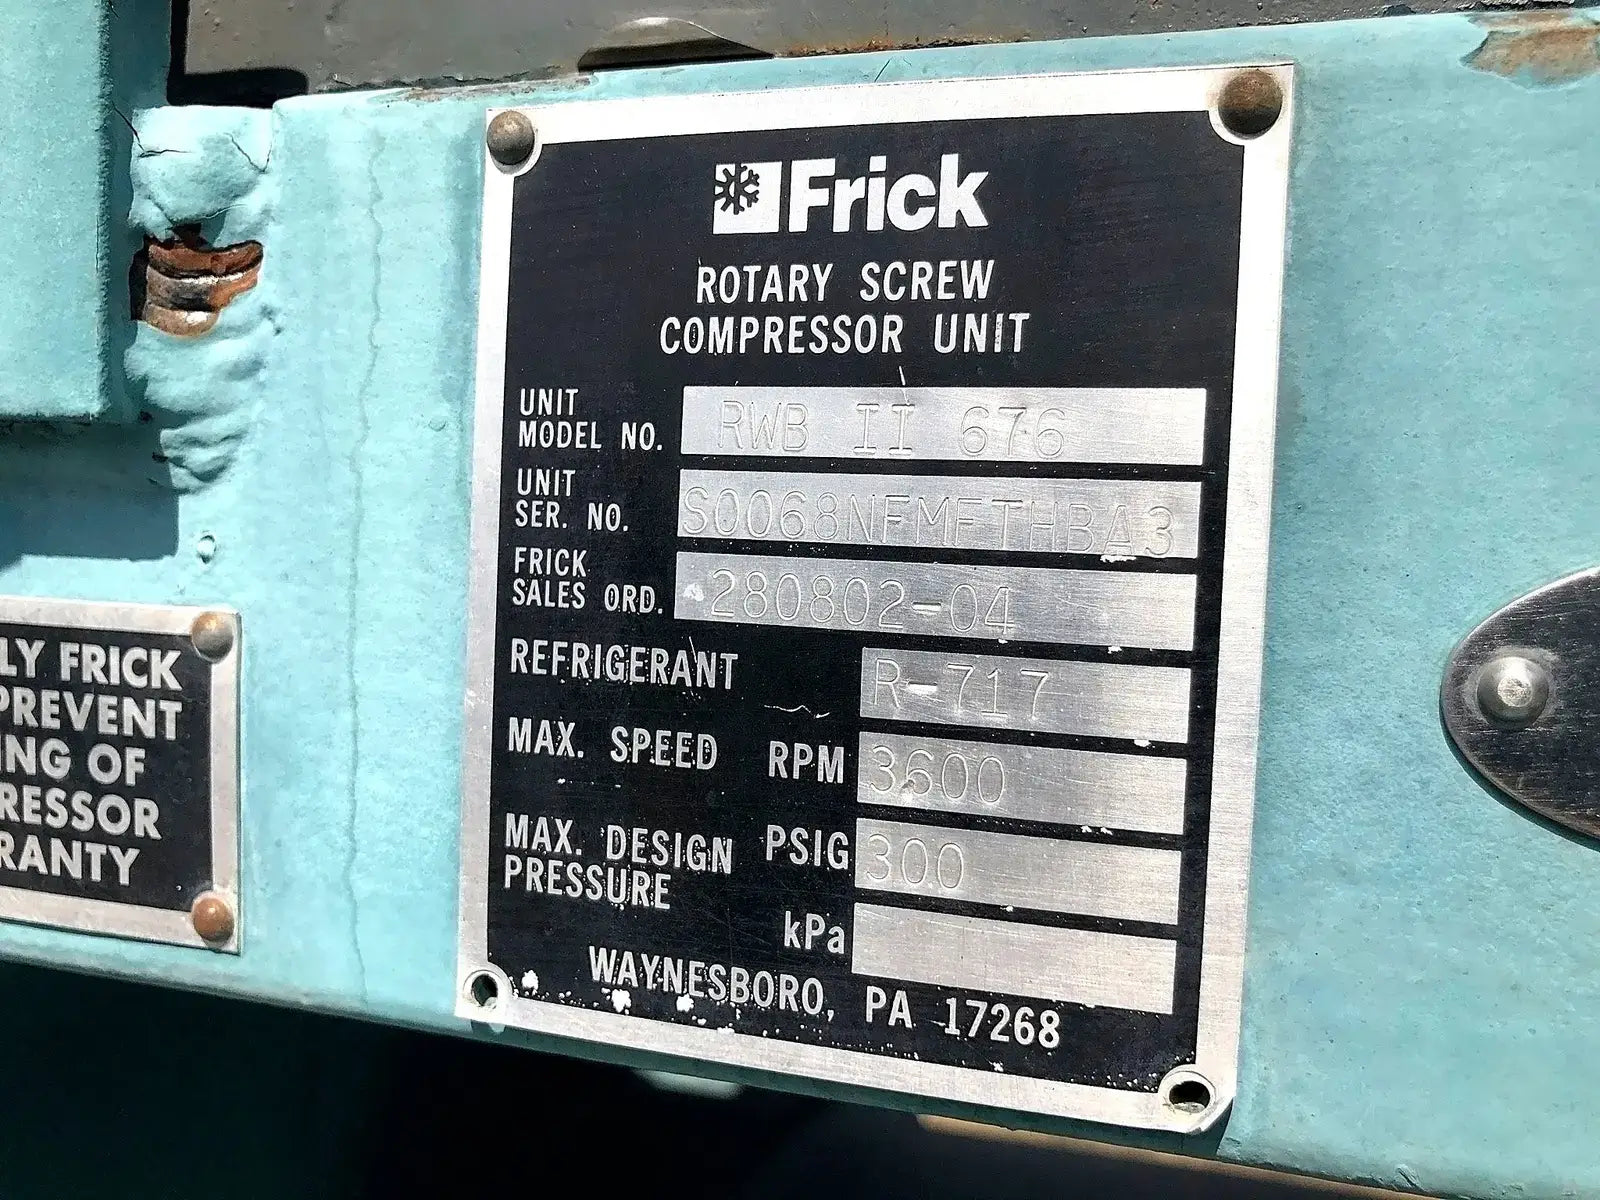 Frick
ROTARY SCREW
COMPRESSOR UNIT
UNIT
MODEL NO. RWB II 676
UNIT
SER. NO. S0068NFMFTHBA3
FRICK
SALES ORD. 280802-04
REFRIGERANT R-717
MAX. SPEED RPM 3600
MAX. DESIGN PSIG 300
PRESSURE
kPa
WAYNESBORO, PA 17268
LY FRICK
PREVENT
ING OF
RESSOR
RANTY